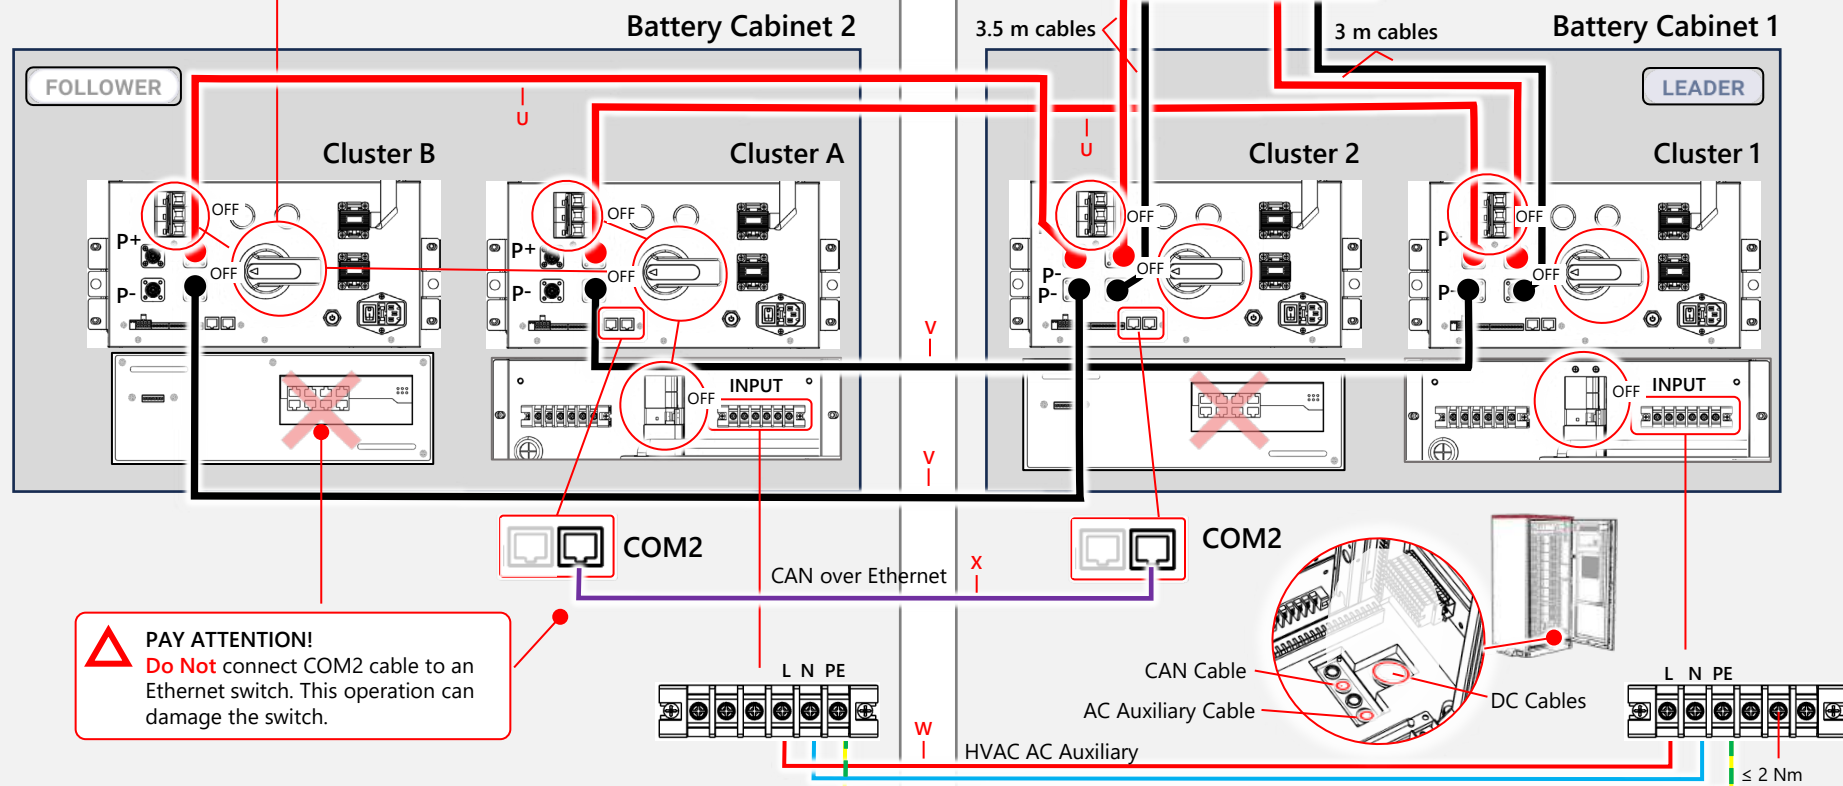 Battery Cabinet 2
3.5 m cables
3 m cables
Battery Cabinet 1
FOLLOWER
LEADER
U
U
Cluster B
Cluster A
Cluster 2
Cluster 1
OFF
OFF
OFF
OFF
P+
P+
P
OFF
OFF
OFF
OFF
P-
P-
P-
P-
P-
V
INPUT
OFF
OFF
INPUT
V
COM2
COM2
CAN over Ethernet
X
PAY ATTENTION!
Do Not connect COM2 cable to an
Ethernet switch. This operation can
damage the switch.
L N PE
CAN Cable
AC Auxiliary Cable
DC Cables
L N PE
W
HVAC AC Auxiliary
≤ 2 Nm